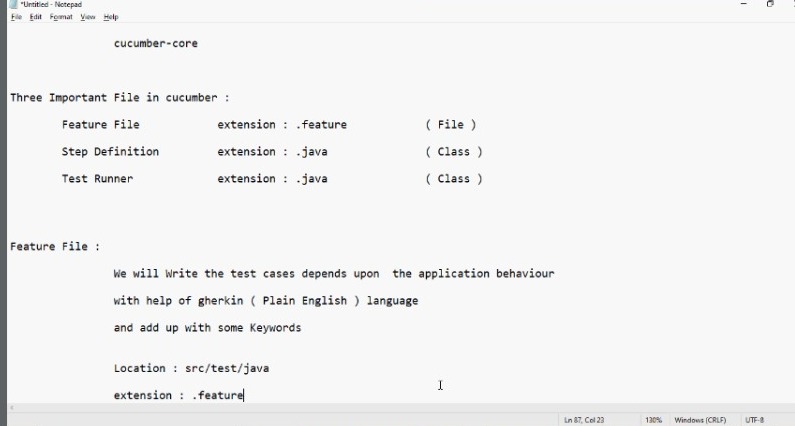 *Untitled - Notepad
File Edit Format View Help
cucumber-core
Three Important File in cucumber :
Feature File extension : .feature ( File )
Step Definition extension : .java ( Class )
Test Runner extension : .java ( Class )
Feature File :
We will Write the test cases depends upon the application behaviour
with help of gherkin ( Plain English ) language
and add up with some Keywords
Location : src/test/java
extension : .feature
Ln 87, Col 23 130% Windows (CRLF) UTF-8